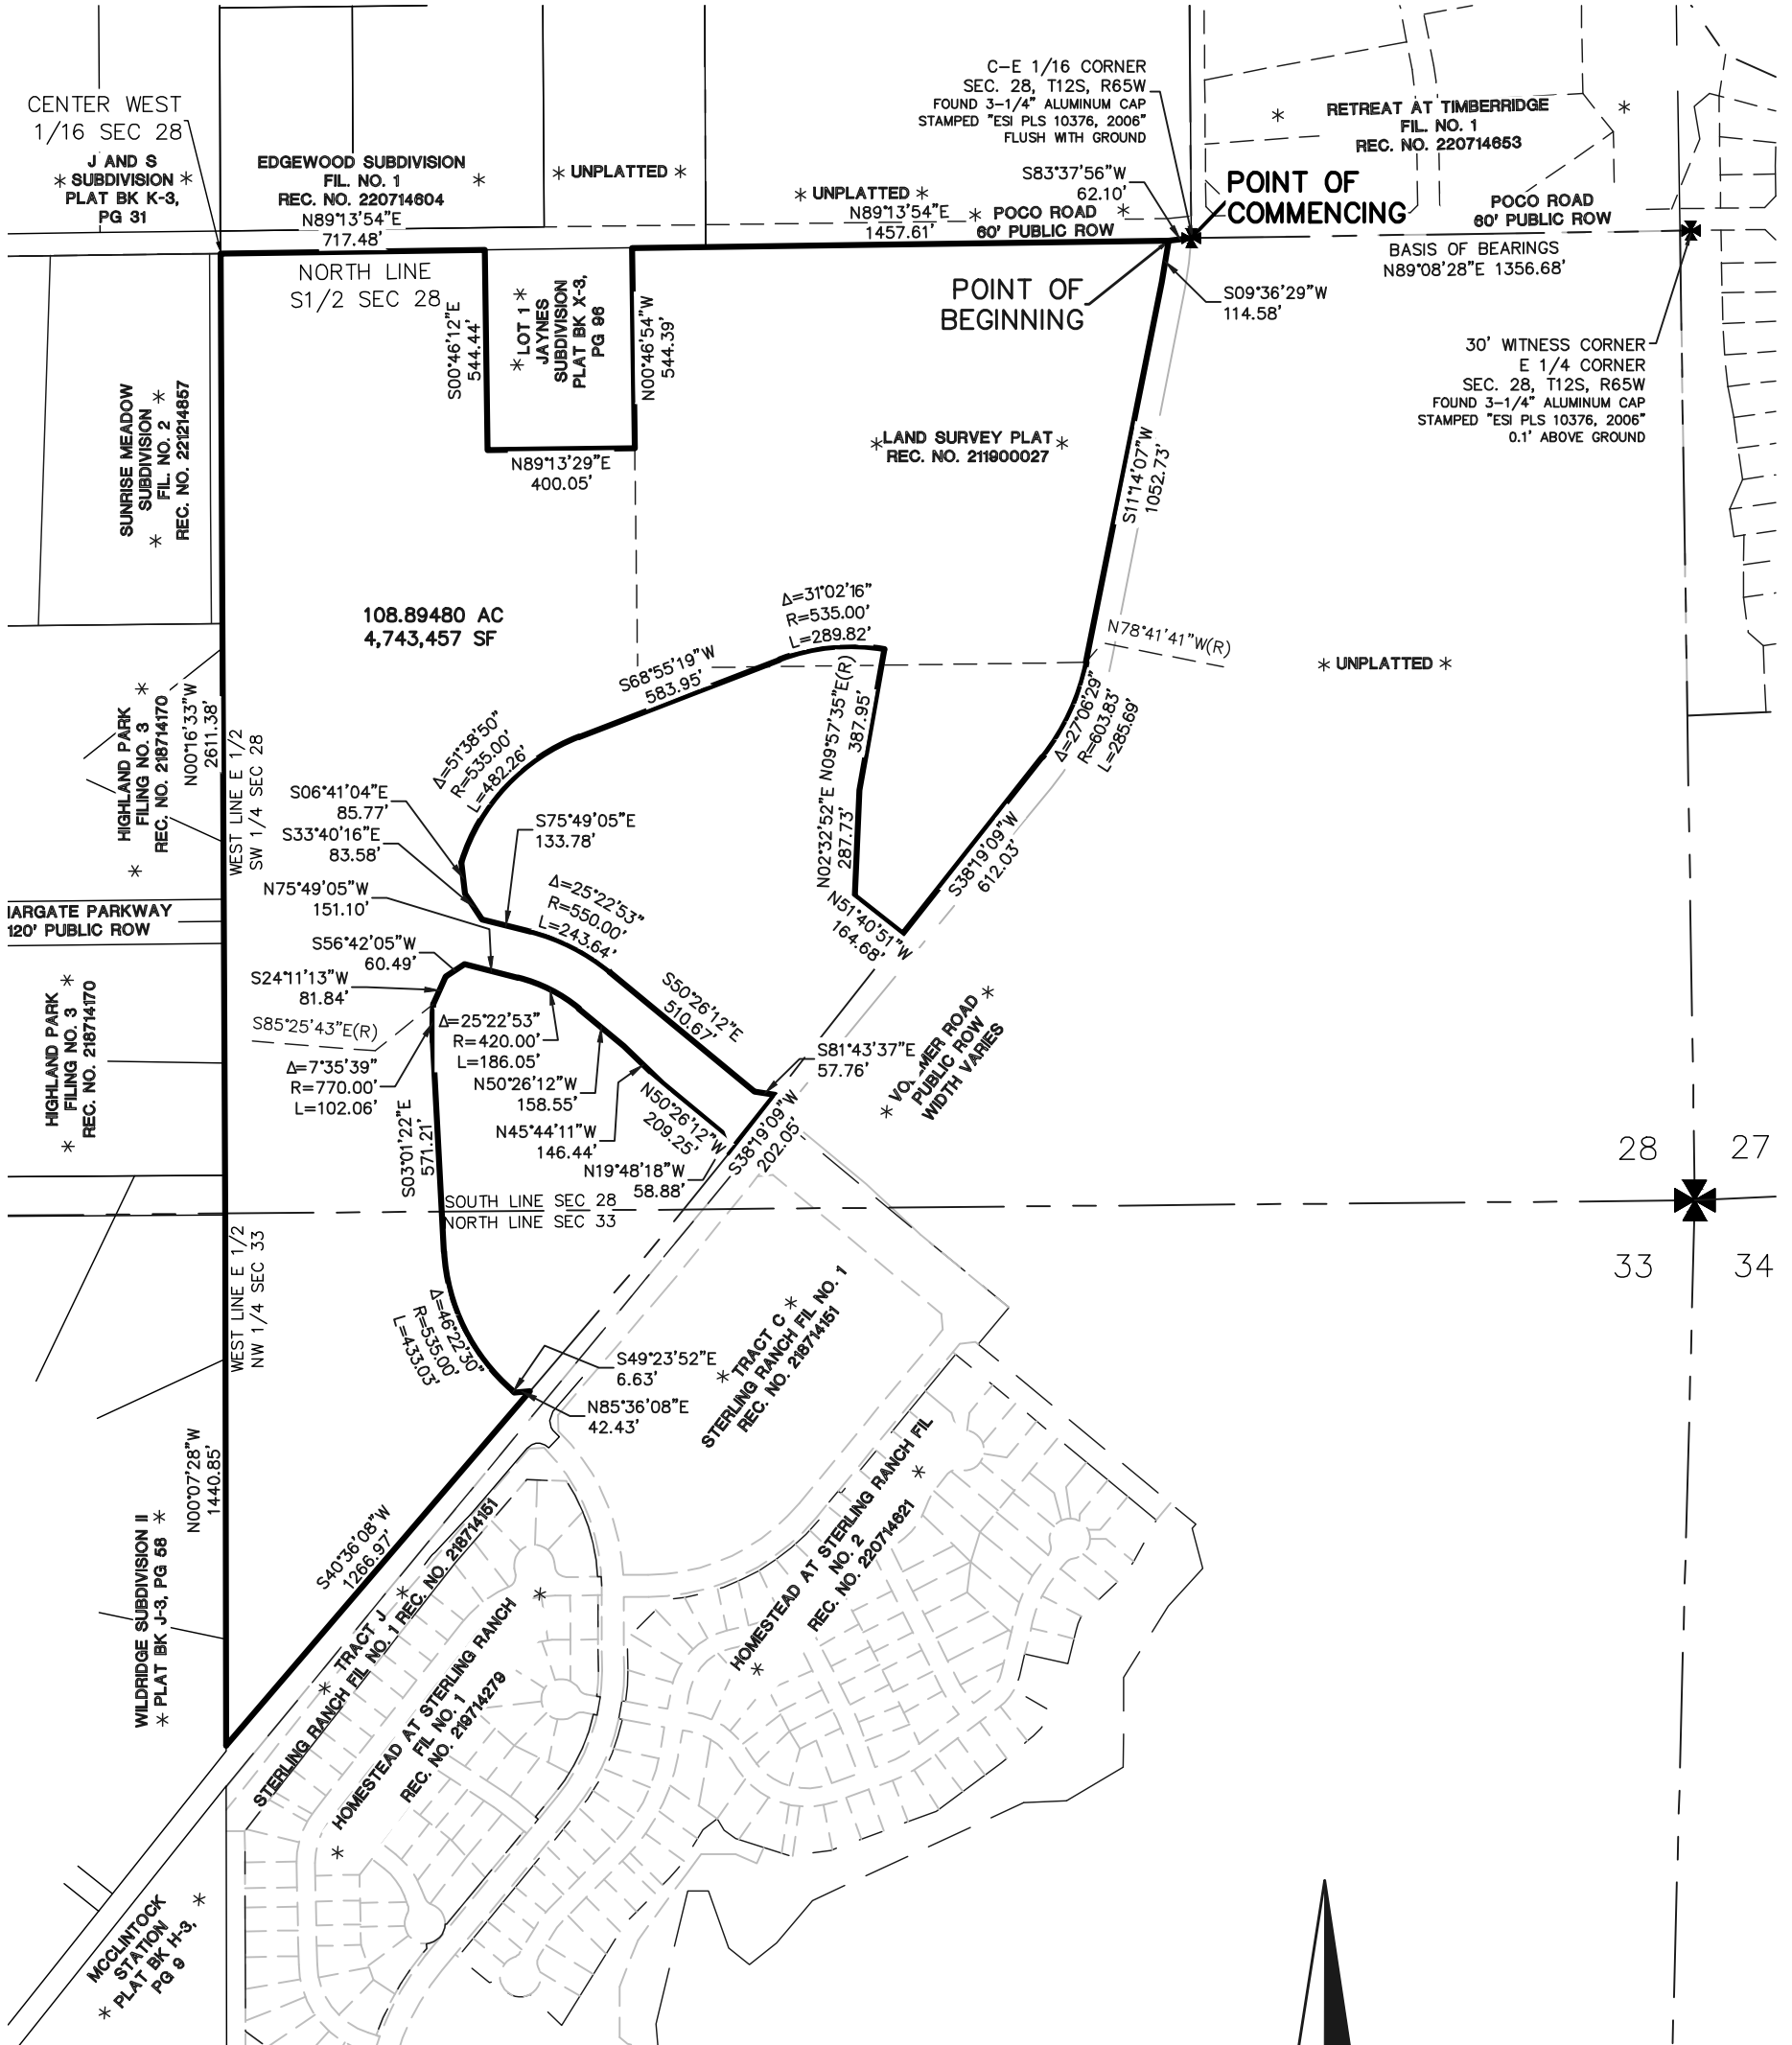 CENTER WEST
1/16 SEC 28
J AND S
* SUBDIVISION *
PLAT BK K-3,
PG 31
EDGEWOOD SUBDIVISION
FIL. NO. 1 *
REC. NO. 220714604
N89°13'54"E
717.48'
* UNPLATTED *
* UNPLATTED *
N89°13'54"E
1457.61'
C-E 1/16 CORNER
SEC. 28, T12S, R65W
FOUND 3-1/4" ALUMINUM CAP
STAMPED "ESI PLS 10376, 2006"
FLUSH WITH GROUND
S83°37'56"W
62.10'
* POCO ROAD *
60' PUBLIC ROW
* RETREAT AT TIMBERRIDGE *
FIL. NO. 1
REC. NO. 220714653
POINT OF
COMMENCING
POCO ROAD
60' PUBLIC ROW
BASIS OF BEARINGS
N89°08'28"E 1356.68'
NORTH LINE
S1/2 SEC 28
S00°46'12"E
544.44'
* LOT 1 *
JAYNES
SUBDIVISION
PLAT BK X-3,
PG 96
N00°46'54"W
544.39'
N89°13'29"E
400.05'
POINT OF
BEGINNING
S09°36'29"W
114.58'
30' WITNESS CORNER
E 1/4 CORNER
SEC. 28, T12S, R65W
FOUND 3-1/4" ALUMINUM CAP
STAMPED "ESI PLS 10376, 2006"
0.1' ABOVE GROUND
SUNRISE MEADOW
SUBDIVISION
* FIL. NO. 2 *
REC. NO. 221214857
* LAND SURVEY PLAT *
REC. NO. 211900027
S11°14'07"W
1052.73'
108.89480 AC
4,743,457 SF
Δ=31°02'16"
R=535.00'
L=289.82'
N78°41'41"W(R)
* UNPLATTED *
S68°55'19"W
583.95'
HIGHLAND PARK
* FILING NO. 3 *
REC. NO. 218714170
N00°16'33"W
2611.38'
WEST LINE E 1/2
SW 1/4 SEC 28
Δ=51°38'50"
R=535.00'
L=482.26'
N09°57'35"E(R)
387.95'
N02°32'52"E
287.73'
Δ=27°06'29"
R=603.83'
L=285.69'
S38°19'09"W
612.03'
N51°40'51"W
164.68'
S06°41'04"E
85.77'
S33°40'16"E
83.58'
S75°49'05"E
133.78'
N75°49'05"W
151.10'
Δ=25°22'53"
R=550.00'
L=243.64'
IARGATE PARKWAY
120' PUBLIC ROW
S56°42'05"W
60.49'
S24°11'13"W
81.84'
S85°25'43"E(R)
S50°26'12"E
510.67'
HIGHLAND PARK
* FILING NO. 3 *
REC. NO. 218714170
Δ=7°35'39"
R=770.00'
L=102.06'
Δ=25°22'53"
R=420.00'
L=186.05'
N50°26'12"W
158.55'
N45°44'11"W
146.44'
N50°26'12"W
209.25'
N19°48'18"W
58.88'
S81°43'37"E
57.76'
S38°19'09"W
202.05'
* VO MER ROAD *
PUBLIC ROW
WIDTH VARIES
S03°01'22"E
571.21'
28 27
SOUTH LINE SEC 28
NORTH LINE SEC 33
33 34
WEST LINE E 1/2
NW 1/4 SEC 33
Δ=46°22'30"
R=535.00'
L=433.03'
S49°23'52"E
6.63'
N85°36'08"E
42.43'
* TRACT C *
STERLING RANCH FIL NO. 1
REC. NO. 218714151
N00°07'28"W
1440.85'
WILDRIDGE SUBDIVISION II
* PLAT BK J-3, PG 58 *
S40°36'08"W
1266.97'
* TRACT J *
STERLING RANCH FIL NO. 1 REC. NO. 218714151
* HOMESTEAD AT STERLING RANCH *
FIL NO. 1
REC. NO. 219714279
HOMESTEAD AT STERLING RANCH FIL
* NO. 2 *
REC. NO. 220714621
MCCLINTOCK
STATION
* PLAT BK H-3, *
PG 9